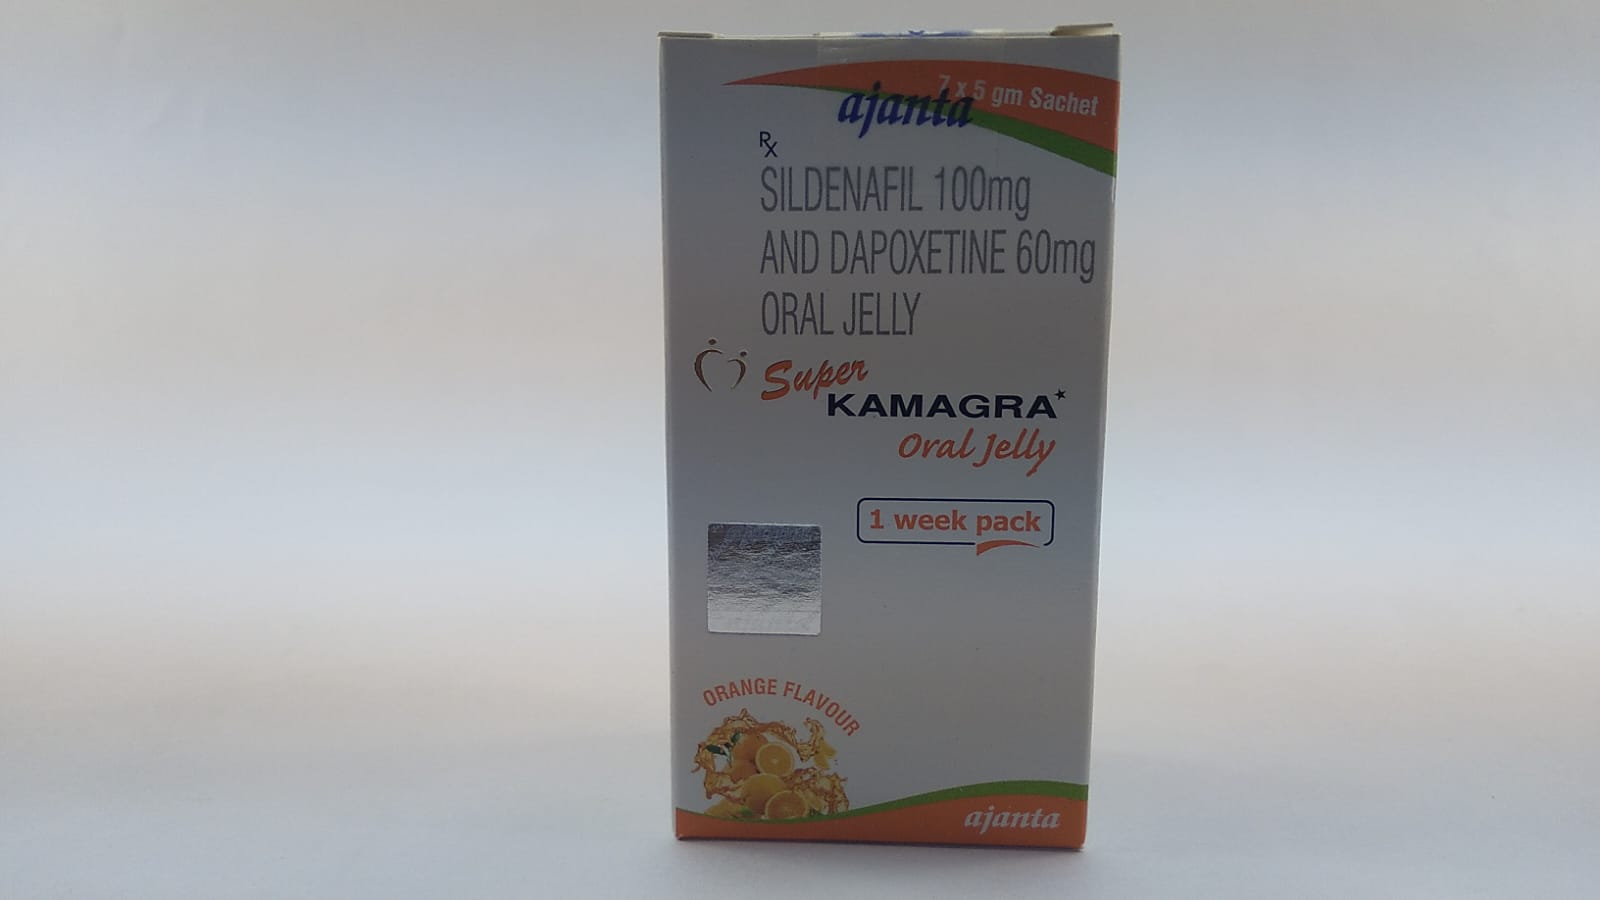 7 x 5 gm Sachet
ajanta
Rx
SILDENAFIL 100mg
AND DAPOXETINE 60mg
ORAL JELLY
Super
KAMAGRA*
Oral Jelly
1 week pack
ORANGE FLAVOUR
ajanta